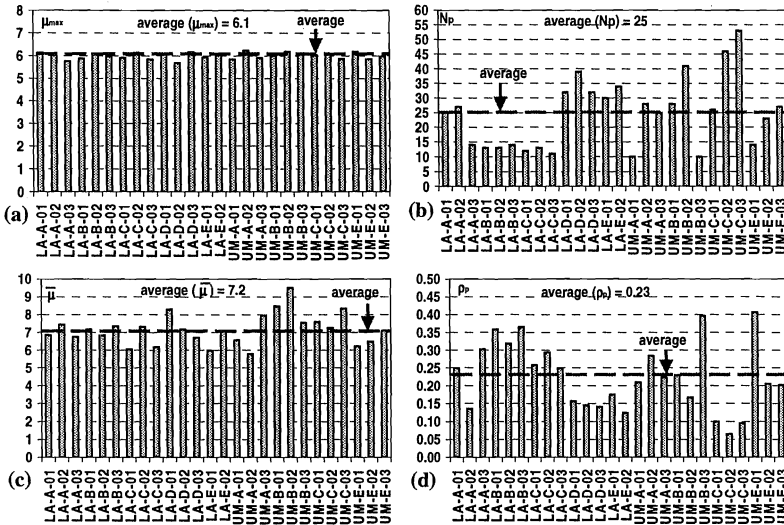 μmax
average (μmax) = 6.1
average
8
7
6
5
4
3
2
1
0
LA-A-01
LA-A-02
LA-A-03
LA-B-01
LA-B-02
LA-B-03
LA-C-01
LA-C-02
LA-C-03
LA-D-01
LA-D-02
LA-D-03
LA-E-01
LA-E-02
UM-A-01
UM-A-02
UM-A-03
UM-B-01
UM-B-02
UM-B-03
UM-C-01
UM-C-02
UM-C-03
UM-E-01
UM-E-02
UM-E-03
(a)
Np
average (Np) = 25
average
60
55
50
45
40
35
30
25
20
15
10
LA-A-01
LA-A-02
LA-A-03
LA-B-01
LA-B-02
LA-B-03
LA-C-01
LA-C-02
LA-C-03
LA-D-01
LA-D-02
LA-D-03
LA-E-01
LA-E-02
UM-A-01
UM-A-02
UM-A-03
UM-B-01
UM-B-02
UM-B-03
UM-C-01
UM-C-02
UM-C-03
UM-E-01
UM-E-02
UM-E-03
(b)
μ̅
average (μ̅) = 7.2
average
10
9
8
7
6
5
4
3
2
1
0
LA-A-01
LA-A-02
LA-A-03
LA-B-01
LA-B-02
LA-B-03
LA-C-01
LA-C-02
LA-C-03
LA-D-01
LA-D-02
LA-D-03
LA-E-01
LA-E-02
UM-A-01
UM-A-02
UM-A-03
UM-B-01
UM-B-02
UM-B-03
UM-C-01
UM-C-02
UM-C-03
UM-E-01
UM-E-02
UM-E-03
(c)
ρp
average (ρp) = 0.23
average
0.50
0.45
0.40
0.35
0.30
0.25
0.20
0.15
0.10
0.05
0.00
LA-A-01
LA-A-02
LA-A-03
LA-B-01
LA-B-02
LA-B-03
LA-C-01
LA-C-02
LA-C-03
LA-D-01
LA-D-02
LA-D-03
LA-E-01
LA-E-02
UM-A-01
UM-A-02
UM-A-03
UM-B-01
UM-B-02
UM-B-03
UM-C-01
UM-C-02
UM-C-03
UM-E-01
UM-E-02
UM-E-03
(d)